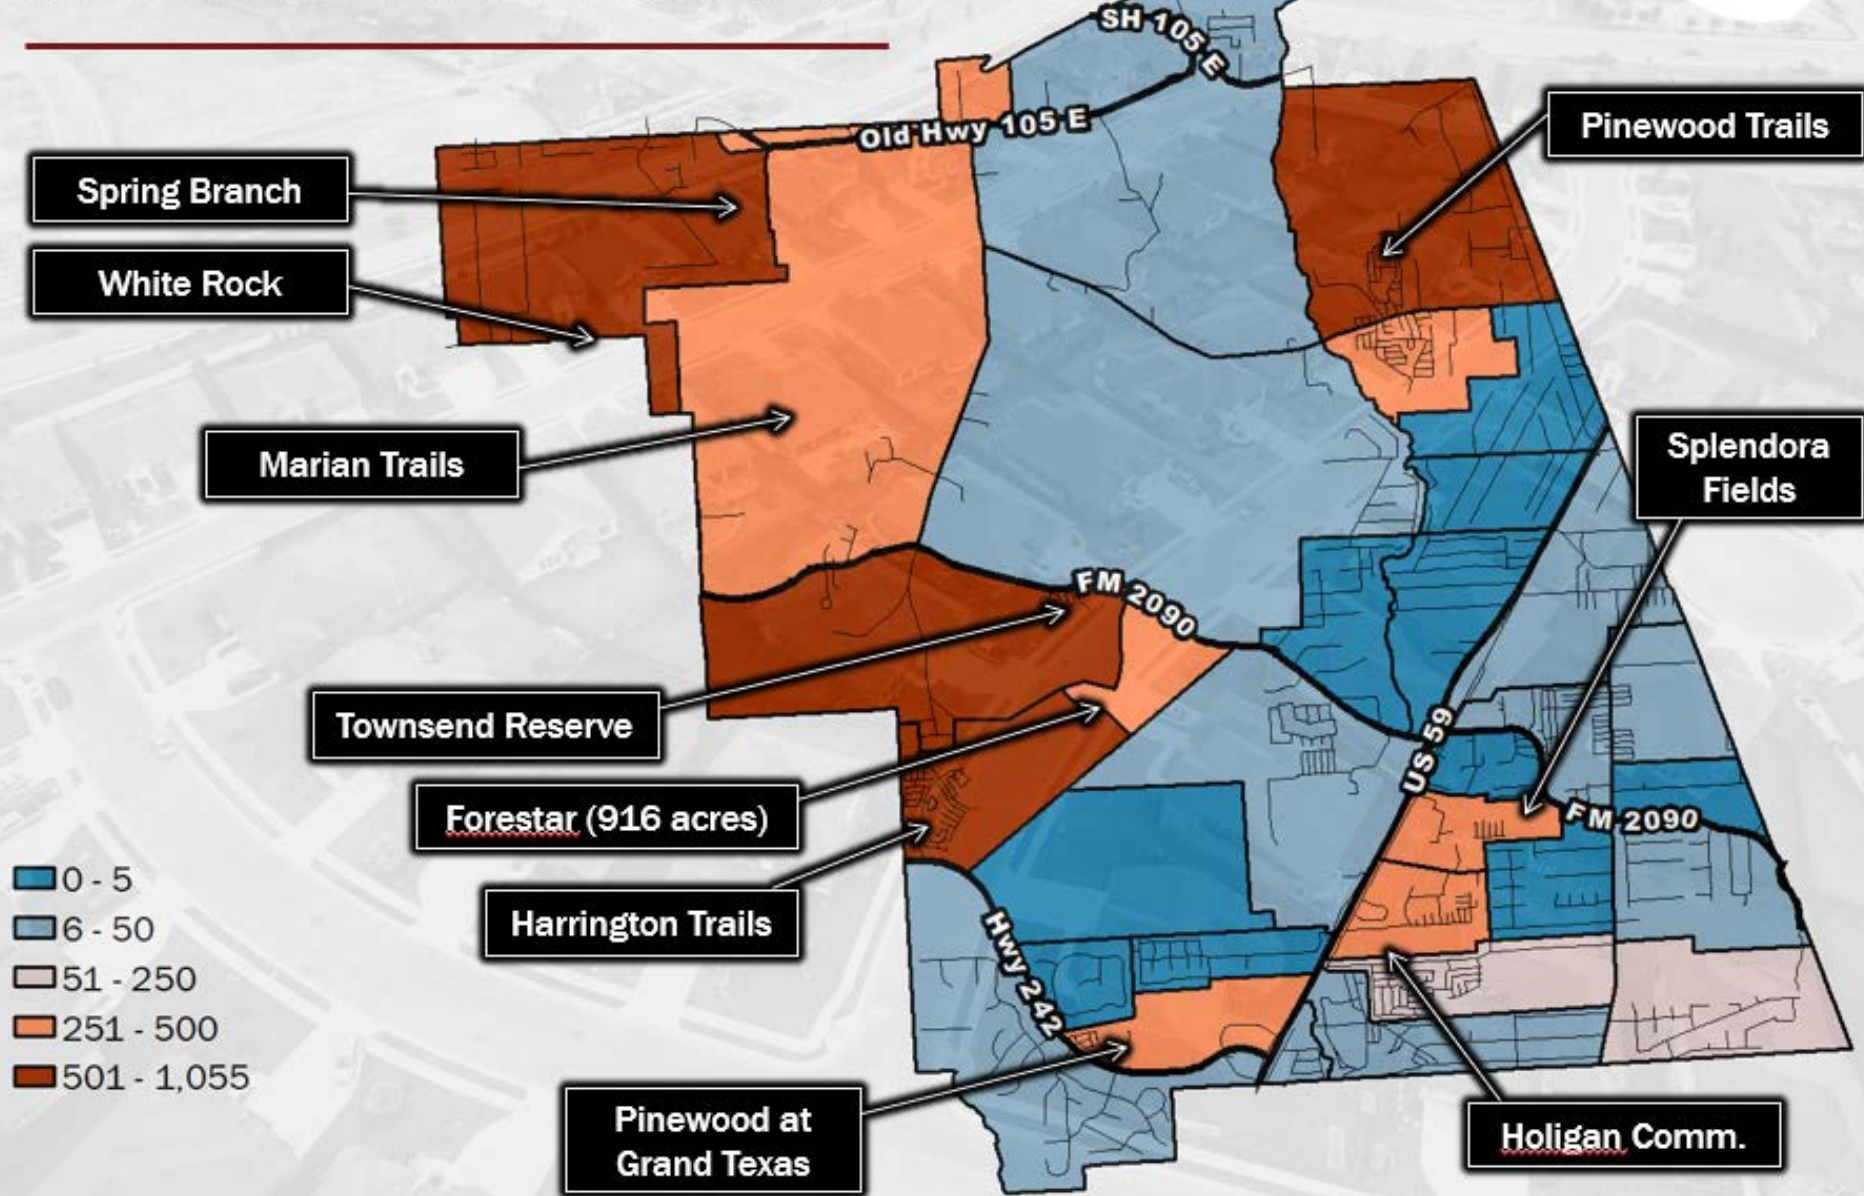 SH 105 E
Old Hwy 105 E
Pinewood Trails
Spring Branch
White Rock
Marian Trails
Splendora
Fields
FM 2090
Townsend Reserve
US 59
Forestar (916 acres)
FM 2090
Harrington Trails
Hwy 242
0 - 5
6 - 50
51 - 250
251 - 500
501 - 1,055
Pinewood at
Grand Texas
Holigan Comm.